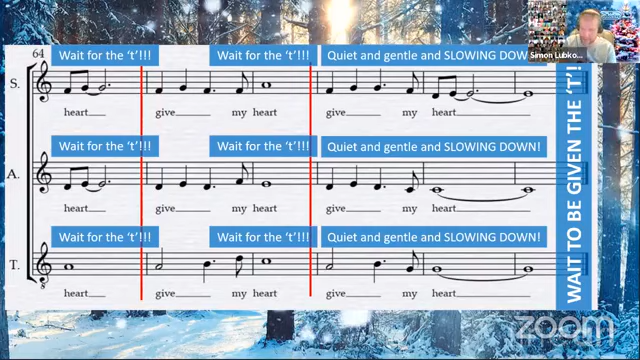 64
Wait for the ‘t’!!!
Wait for the ‘t’!!!
Quiet and gentle and SLOWING DOW
Simon Lubko...
S.
heart
give
my heart
give
my
heart
Wait for the ‘t’!!!
Wait for the ‘t’!!!
Quiet and gentle and SLOWING DOWN!
A.
heart
give
my heart
give
my
heart
Wait for the ‘t’!!!
Wait for the ‘t’!!!
Quiet and gentle and SLOWING DOWN!
T.
8
heart
give
my heart
give
my
heart
WAIT TO BE GIVEN THE ‘T’!
zoom